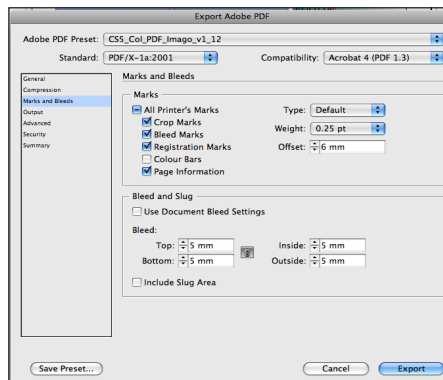 Export Adobe PDF
Adobe PDF Preset: CS5_Col_PDF_Imago_v1_12
Standard: PDF/X-1a:2001 Compatibility: Acrobat 4 (PDF 1.3)
General
Compression
Marks and Bleeds
Output
Advanced
Security
Summary
Marks and Bleeds
Marks
All Printer's Marks
Crop Marks
Bleed Marks
Registration Marks
Colour Bars
Page Information
Type: Default
Weight: 0.25 pt
Offset: 6 mm
Bleed and Slug
Use Document Bleed Settings
Bleed:
Top: 5 mm Inside: 5 mm
Bottom: 5 mm Outside: 5 mm
Include Slug Area
Save Preset... Cancel Export